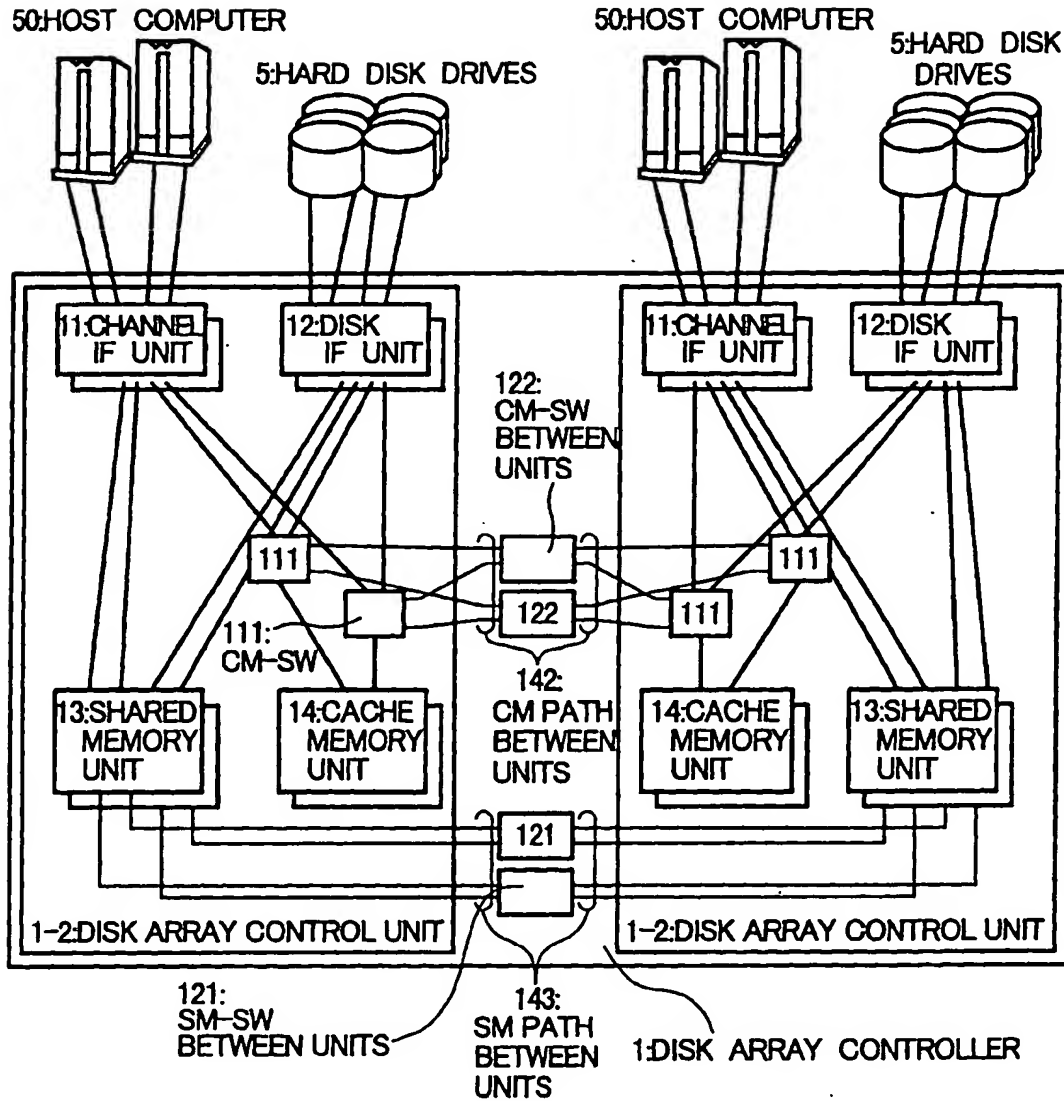 50:HOST COMPUTER
5:HARD DISK DRIVES
50:HOST COMPUTER
5:HARD DISK
DRIVES
11:CHANNEL
IF UNIT
12:DISK
IF UNIT
11:CHANNEL
IF UNIT
12:DISK
IF UNIT
122:
CM-SW
BETWEEN
UNITS
111
111
122
111
111:
CM-SW
142:
CM PATH
BETWEEN
UNITS
13:SHARED
MEMORY
UNIT
14:CACHE
MEMORY
UNIT
14:CACHE
MEMORY
UNIT
13:SHARED
MEMORY
UNIT
121
1-2:DISK ARRAY CONTROL UNIT
1-2:DISK ARRAY CONTROL UNIT
121:
SM-SW
BETWEEN UNITS
143:
SM PATH
BETWEEN
UNITS
1:DISK ARRAY CONTROLLER